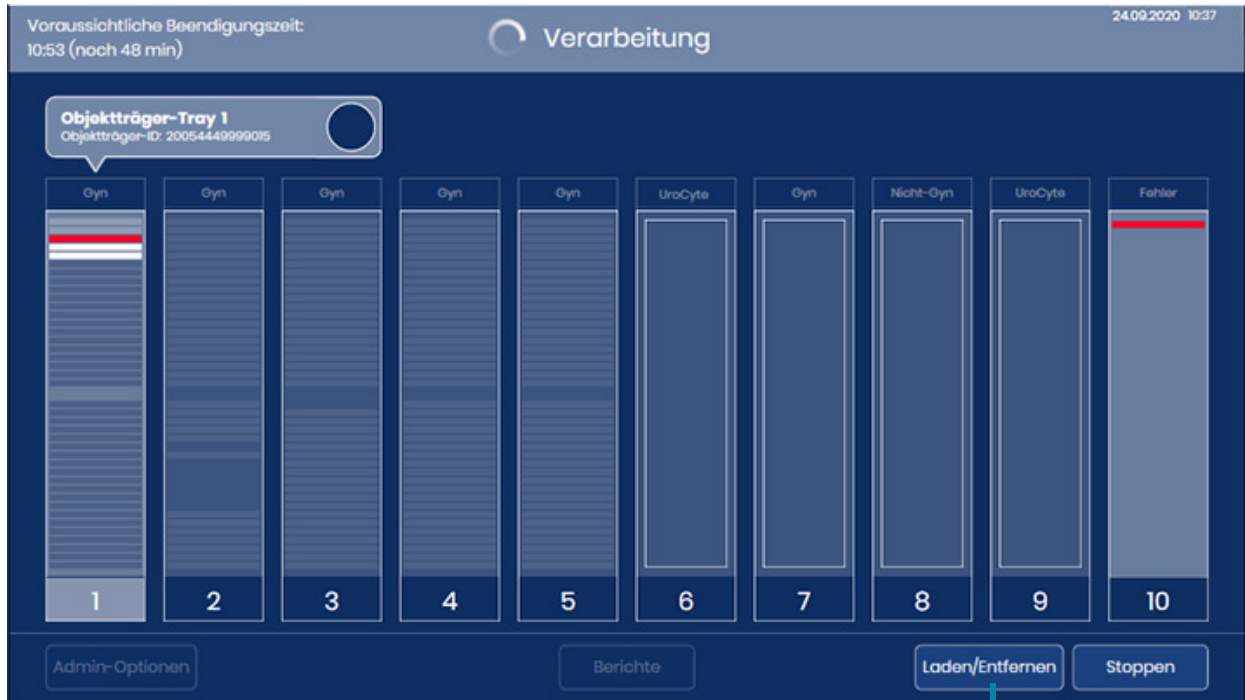 Voraussichtliche Beendigungszeit:
10:53 (noch 48 min)
Verarbeitung
24.09.2020 10:37
Objektträger-Tray 1
Objektträger-ID: 20054449999015
Gyn Gyn Gyn Gyn Gyn UroCyte Gyn Nicht-Gyn UroCyte Fehler
1 2 3 4 5 6 7 8 9 10
Admin-Optionen Berichte Laden/Entfernen Stoppen